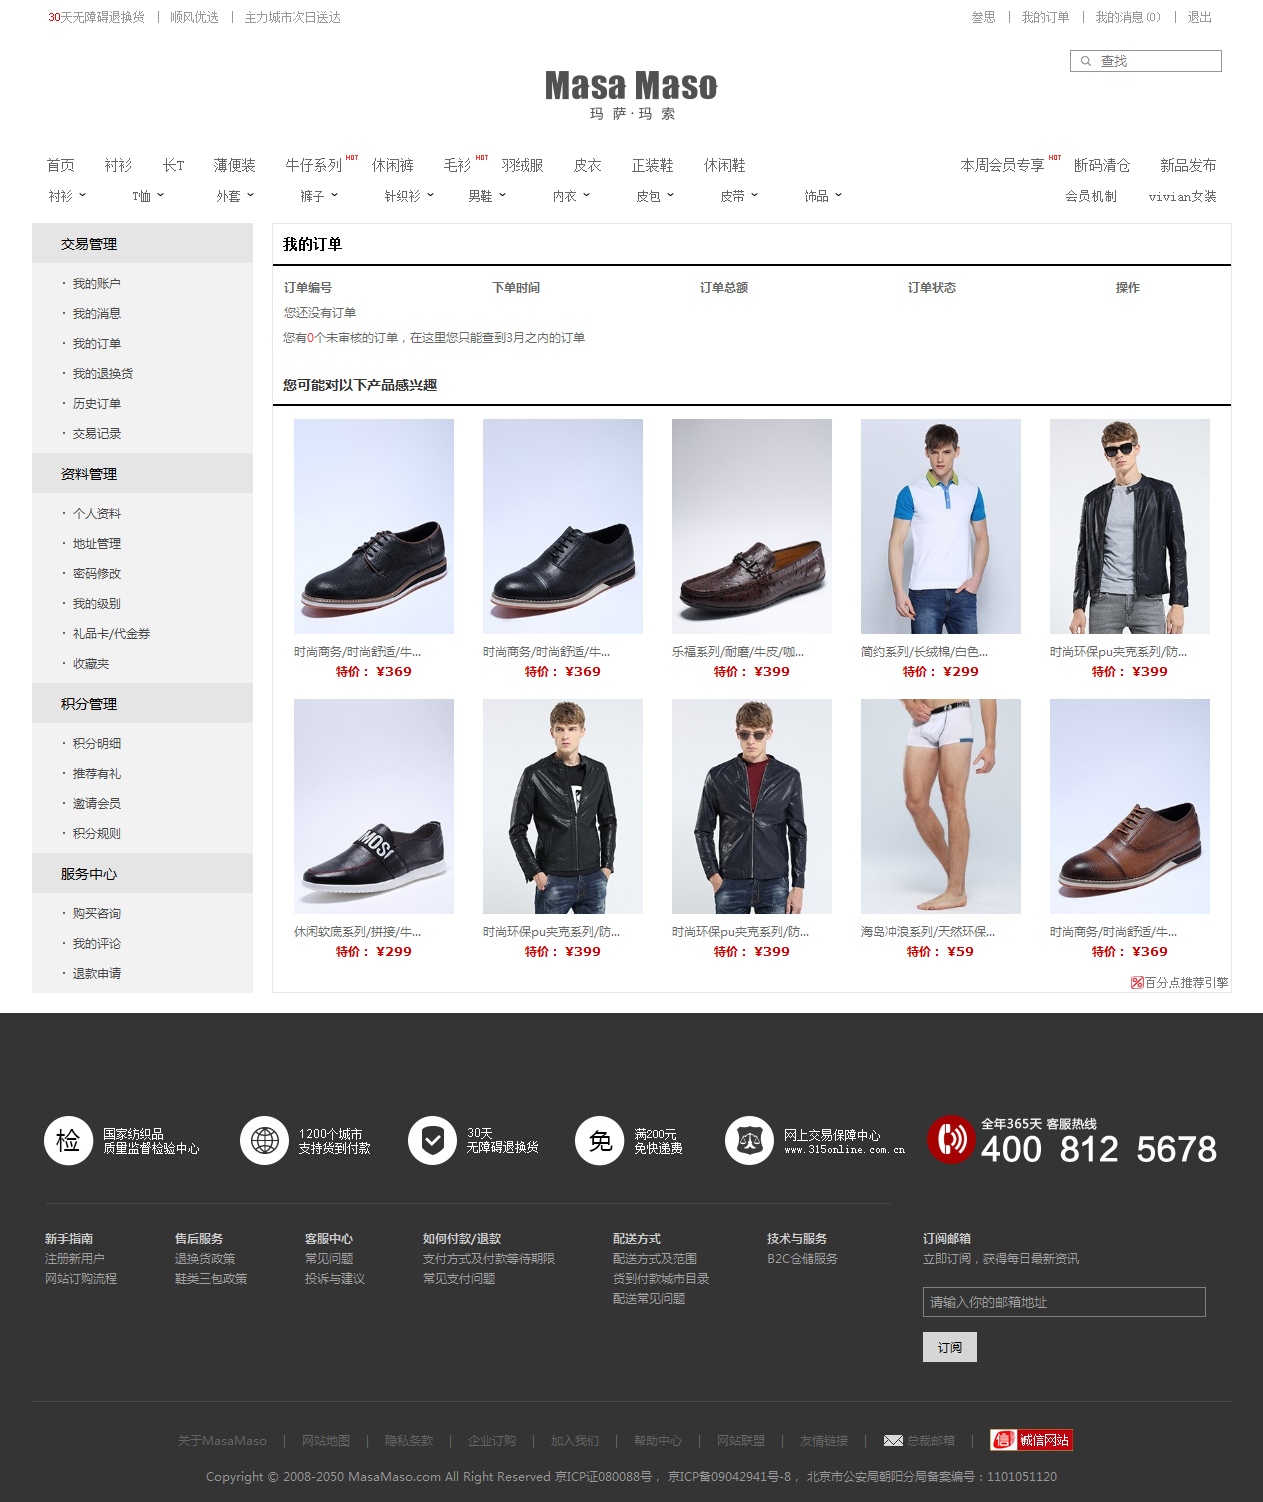 30天无障碍退换货 | 顺风优选 | 主力城市次日送达
叁思 | 我的订单 | 我的消息(0) | 退出
查找
Masa Maso
玛萨·玛索
首页 衬衫 长T 薄便装 牛仔系列 HOT 休闲裤 毛衫 HOT 羽绒服 皮衣 正装鞋 休闲鞋 本周会员专享 HOT 断码清仓 新品发布
衬衫 T恤 外套 裤子 针织衫 男鞋 内衣 皮包 皮带 饰品 会员机制 vivian女装
交易管理
· 我的账户
· 我的消息
· 我的订单
· 我的退换货
· 历史订单
· 交易记录
资料管理
· 个人资料
· 地址管理
· 密码修改
· 我的级别
· 礼品卡/代金券
· 收藏夹
积分管理
· 积分明细
· 推荐有礼
· 邀请会员
· 积分规则
服务中心
· 购买咨询
· 我的评论
· 退款申请
我的订单
订单编号 下单时间 订单总额 订单状态 操作
您还没有订单
您有0个未审核的订单，在这里您只能查到3月之内的订单
您可能对以下产品感兴趣
时尚商务/时尚舒适/牛... 时尚商务/时尚舒适/牛... 乐福系列/耐磨/牛皮/咖... 简约系列/长绒棉/白色... 时尚环保pu夹克系列/防...
特价：¥369 特价：¥369 特价：¥399 特价：¥299 特价：¥399
MOSI
休闲软底系列/拼接/牛... 时尚环保pu夹克系列/防... 时尚环保pu夹克系列/防... 海岛冲浪系列/天然环保... 时尚商务/时尚舒适/牛...
特价：¥299 特价：¥399 特价：¥399 特价：¥59 特价：¥369
百分点推荐引擎
检 国家纺织品
质量监督检验中心
1200个城市
支持货到付款
30天
无障碍退换货
免 满200元
免快递费
网上交易保障中心
www.315online.com.cn
全年365天 客服热线
400 812 5678
新手指南 售后服务 客服中心 如何付款/退款 配送方式 技术与服务 订阅邮箱
注册新用户 退换货政策 常见问题 支付方式及付款等待期限 配送方式及范围 B2C仓储服务 立即订阅，获得每日最新资讯
网站订购流程 鞋类三包政策 投诉与建议 常见支付问题 货到付款城市目录
配送常见问题
请输入你的邮箱地址
订阅
关于MasaMaso | 网站地图 | 隐私条款 | 企业订购 | 加入我们 | 帮助中心 | 网站联盟 | 友情链接 | 总裁邮箱 | 信 诚信网站
Copyright © 2008-2050 MasaMaso.com All Right Reserved 京ICP证080088号， 京ICP备09042941号-8， 北京市公安局朝阳分局备案编号：1101051120